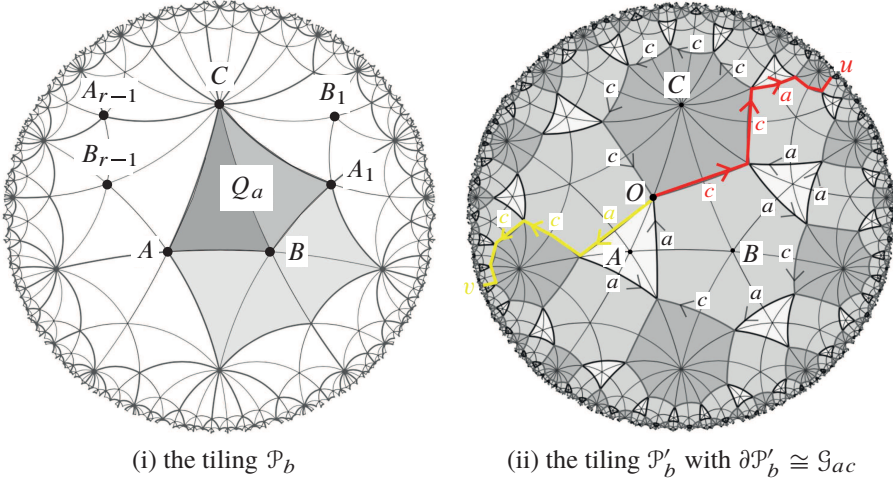 C
A_{r-1}
B_1
B_{r-1}
Q_a
A_1
A
B
(i) the tiling 𝒫_b
c
c
c
c
u
a
C
c
c
a
O
c
a
a
c
c
a
a
a
A
B
c
v
a
c
a
a
(ii) the tiling 𝒫′_b with ∂𝒫′_b ≅ 𝒢_{ac}